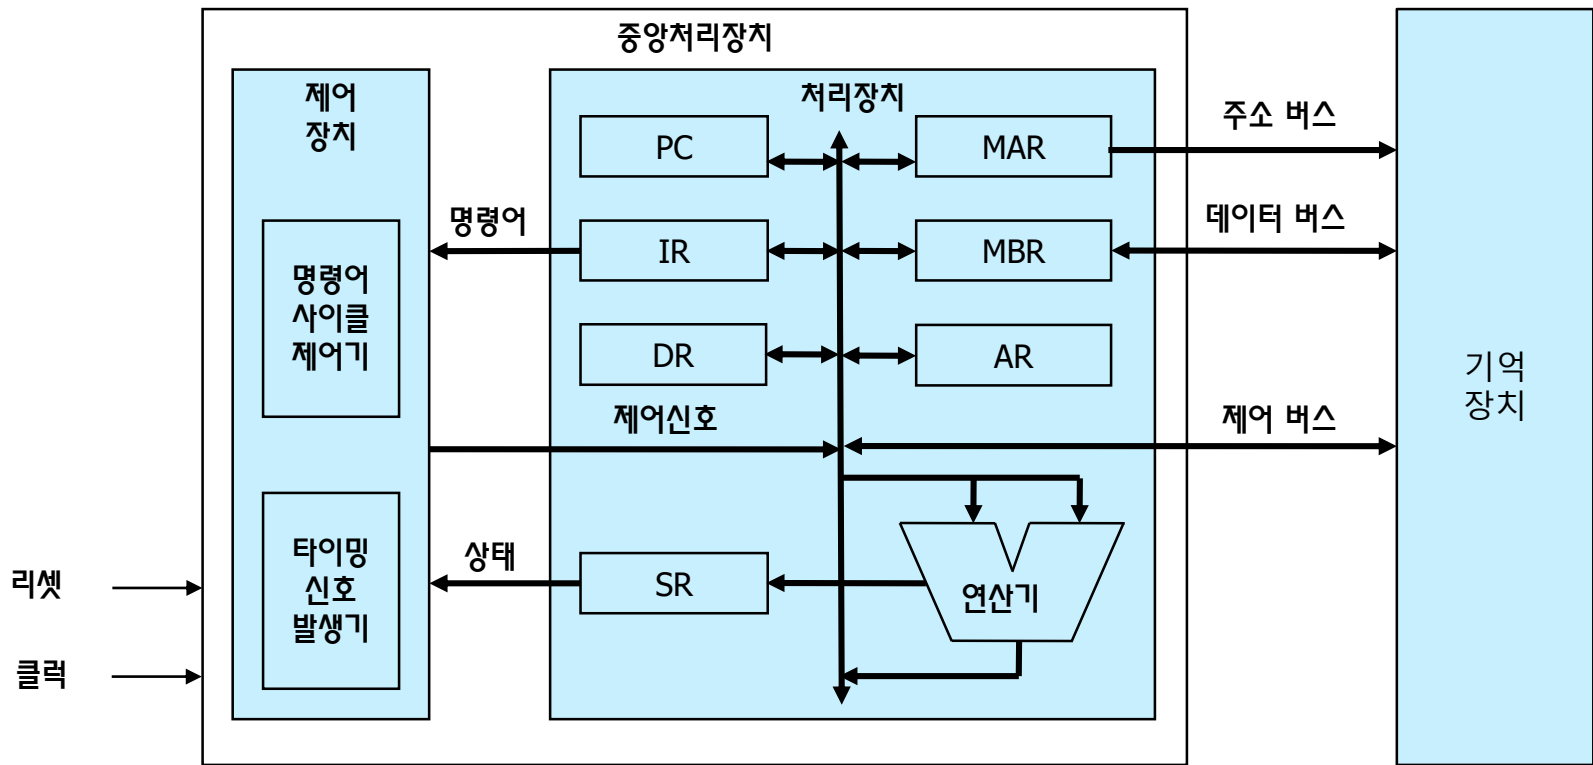 중앙처리장치
제어
장치
처리장치
PC
MAR
주소 버스
명령어
IR
MBR
데이터 버스
명령어
사이클
제어기
DR
AR
기억
장치
제어신호
제어 버스
타이밍
신호
발생기
상태
SR
연산기
리셋
클럭